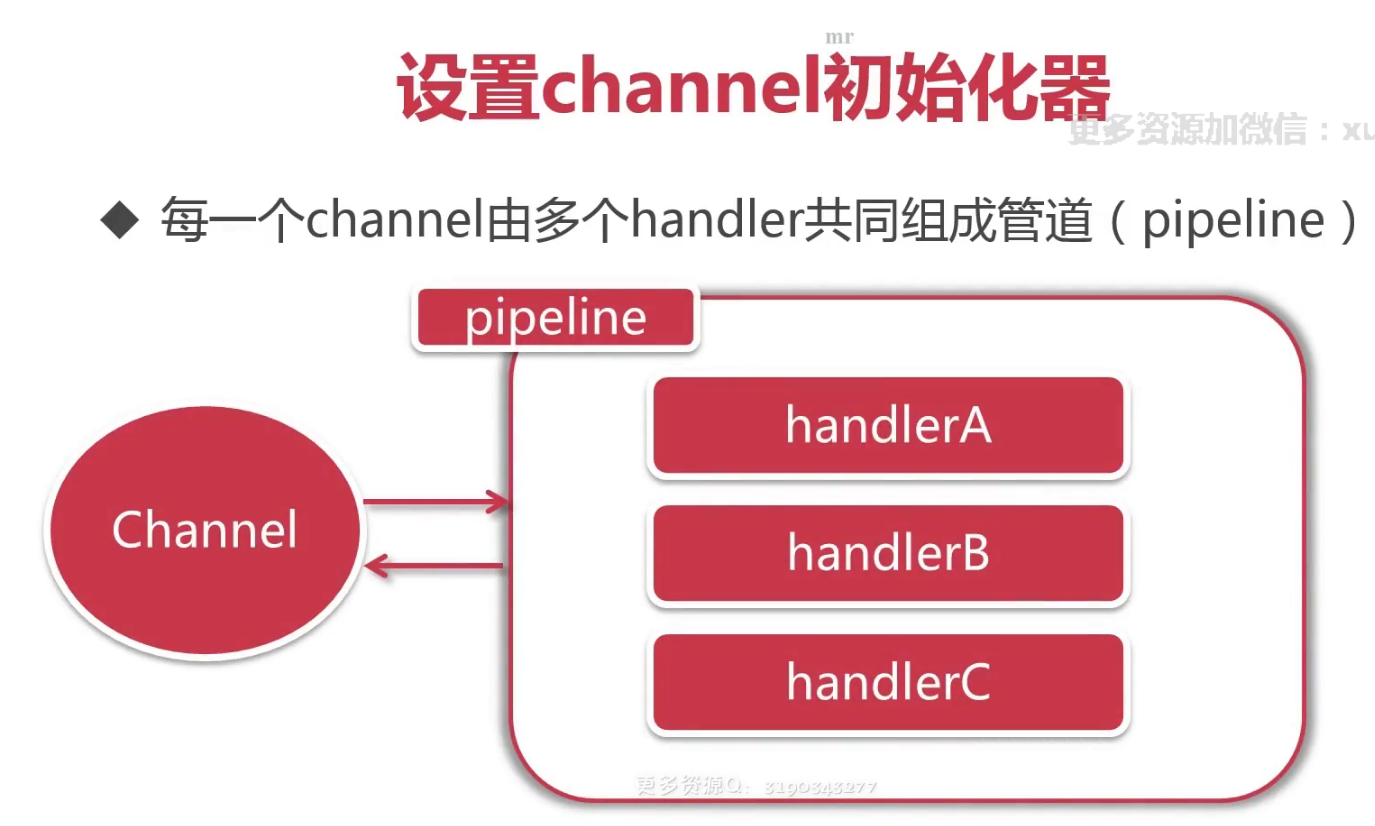 mr
设置channel初始化器
更多资源加微信：xu
◆ 每一个channel由多个handler共同组成管道（pipeline）
pipeline
handlerA
Channel
handlerB
handlerC
更多资源Q：3190343277